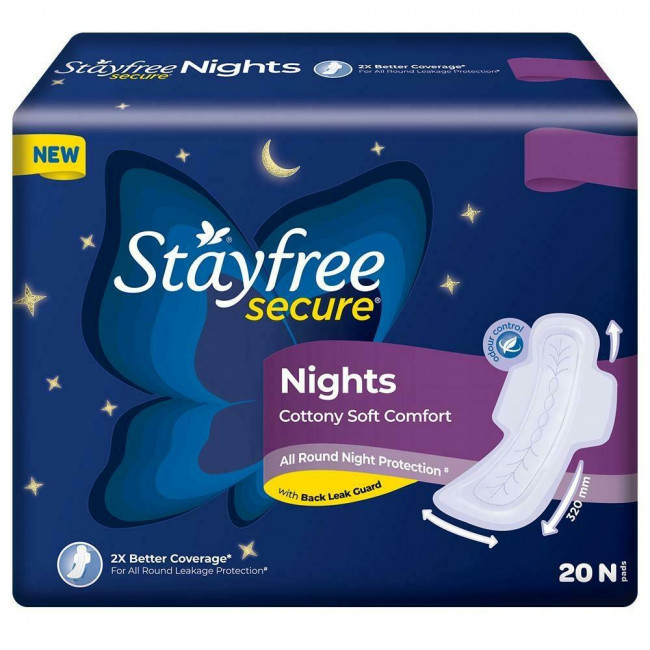 Stayfree Nights
secure®
2X Better Coverage*
For All Round Leakage Protection#
NEW
Stayfree®
secure®
odour control
Nights
Cottony Soft Comfort
All Round Night Protection#
with Back Leak Guard
320 mm
2X Better Coverage*
For All Round Leakage Protection#
20 N pads